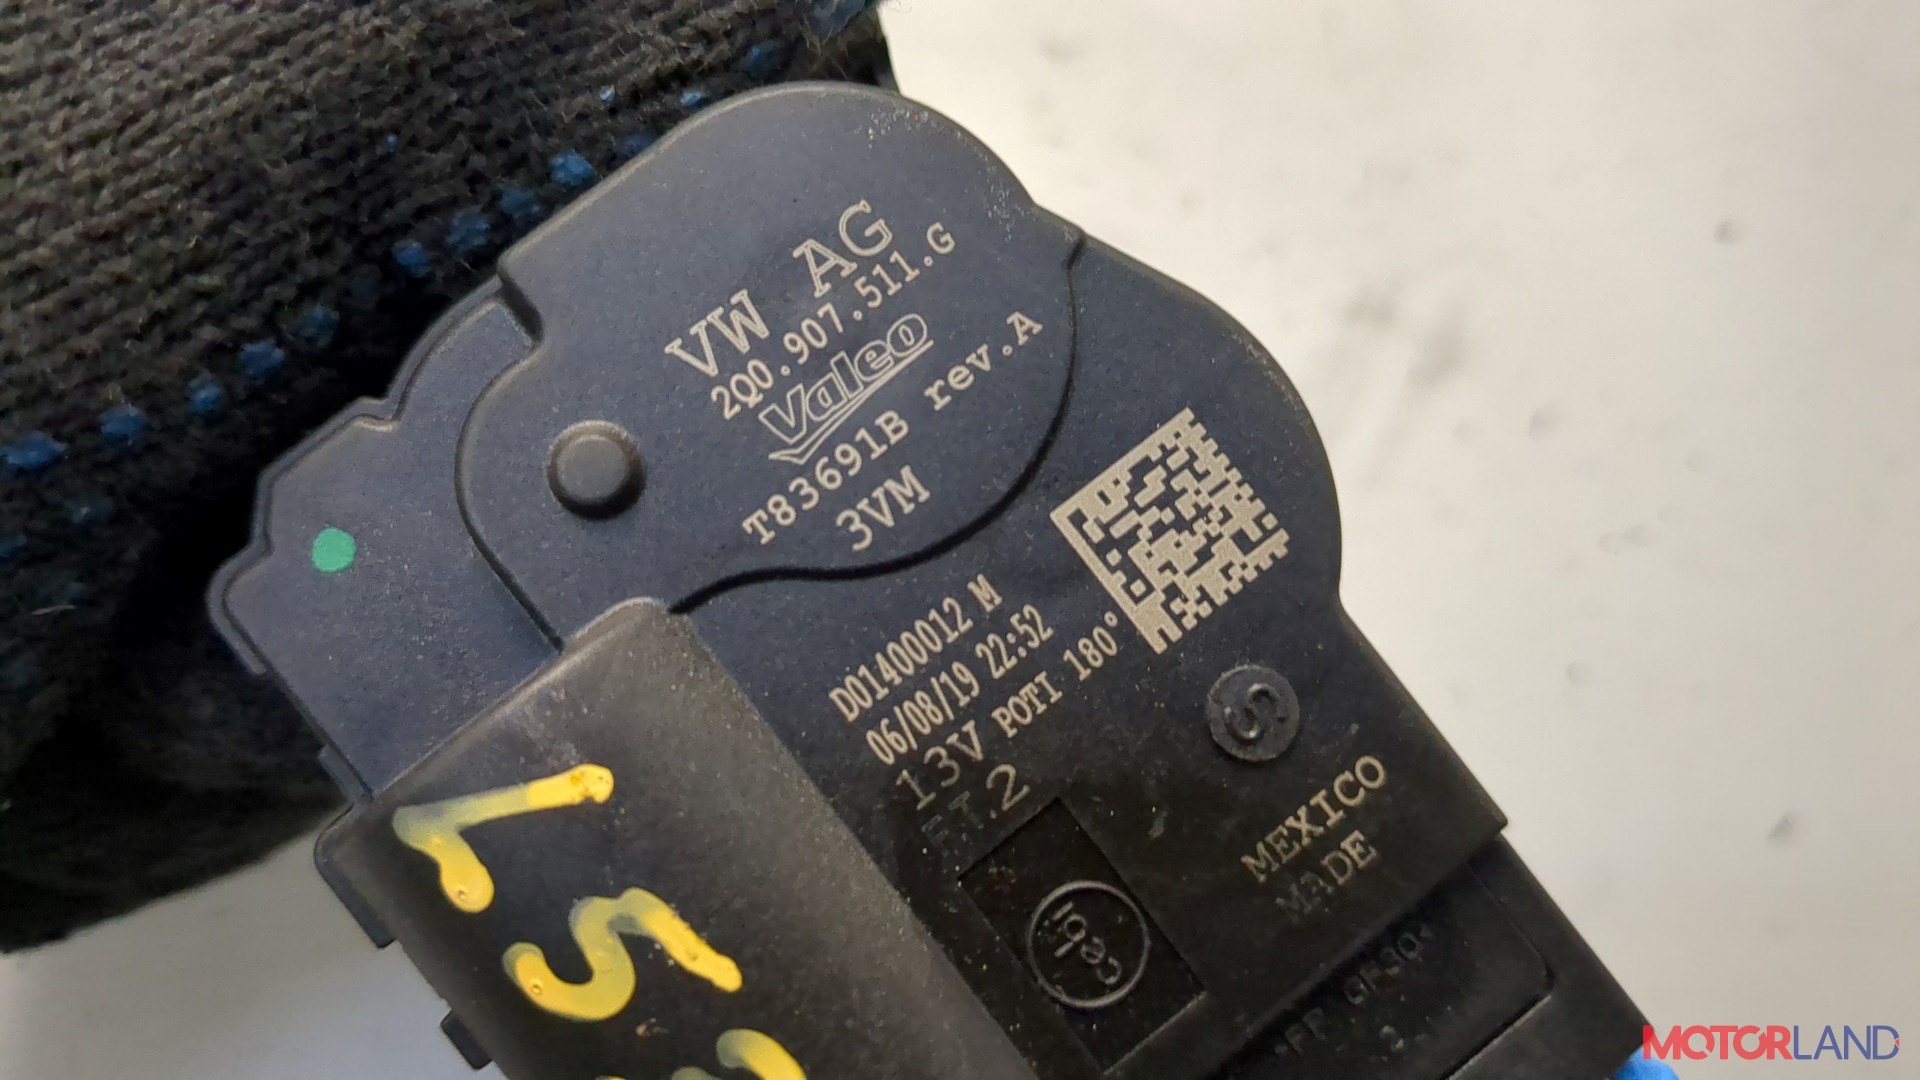 VW AG
2Q0.907.511.G
Valeo
T83691B rev.A
3VM
D01400012 M
06/08/19 22:52
13V POTI 180°
F.T.2
S
MEXICO
MADE
MOTORLAND